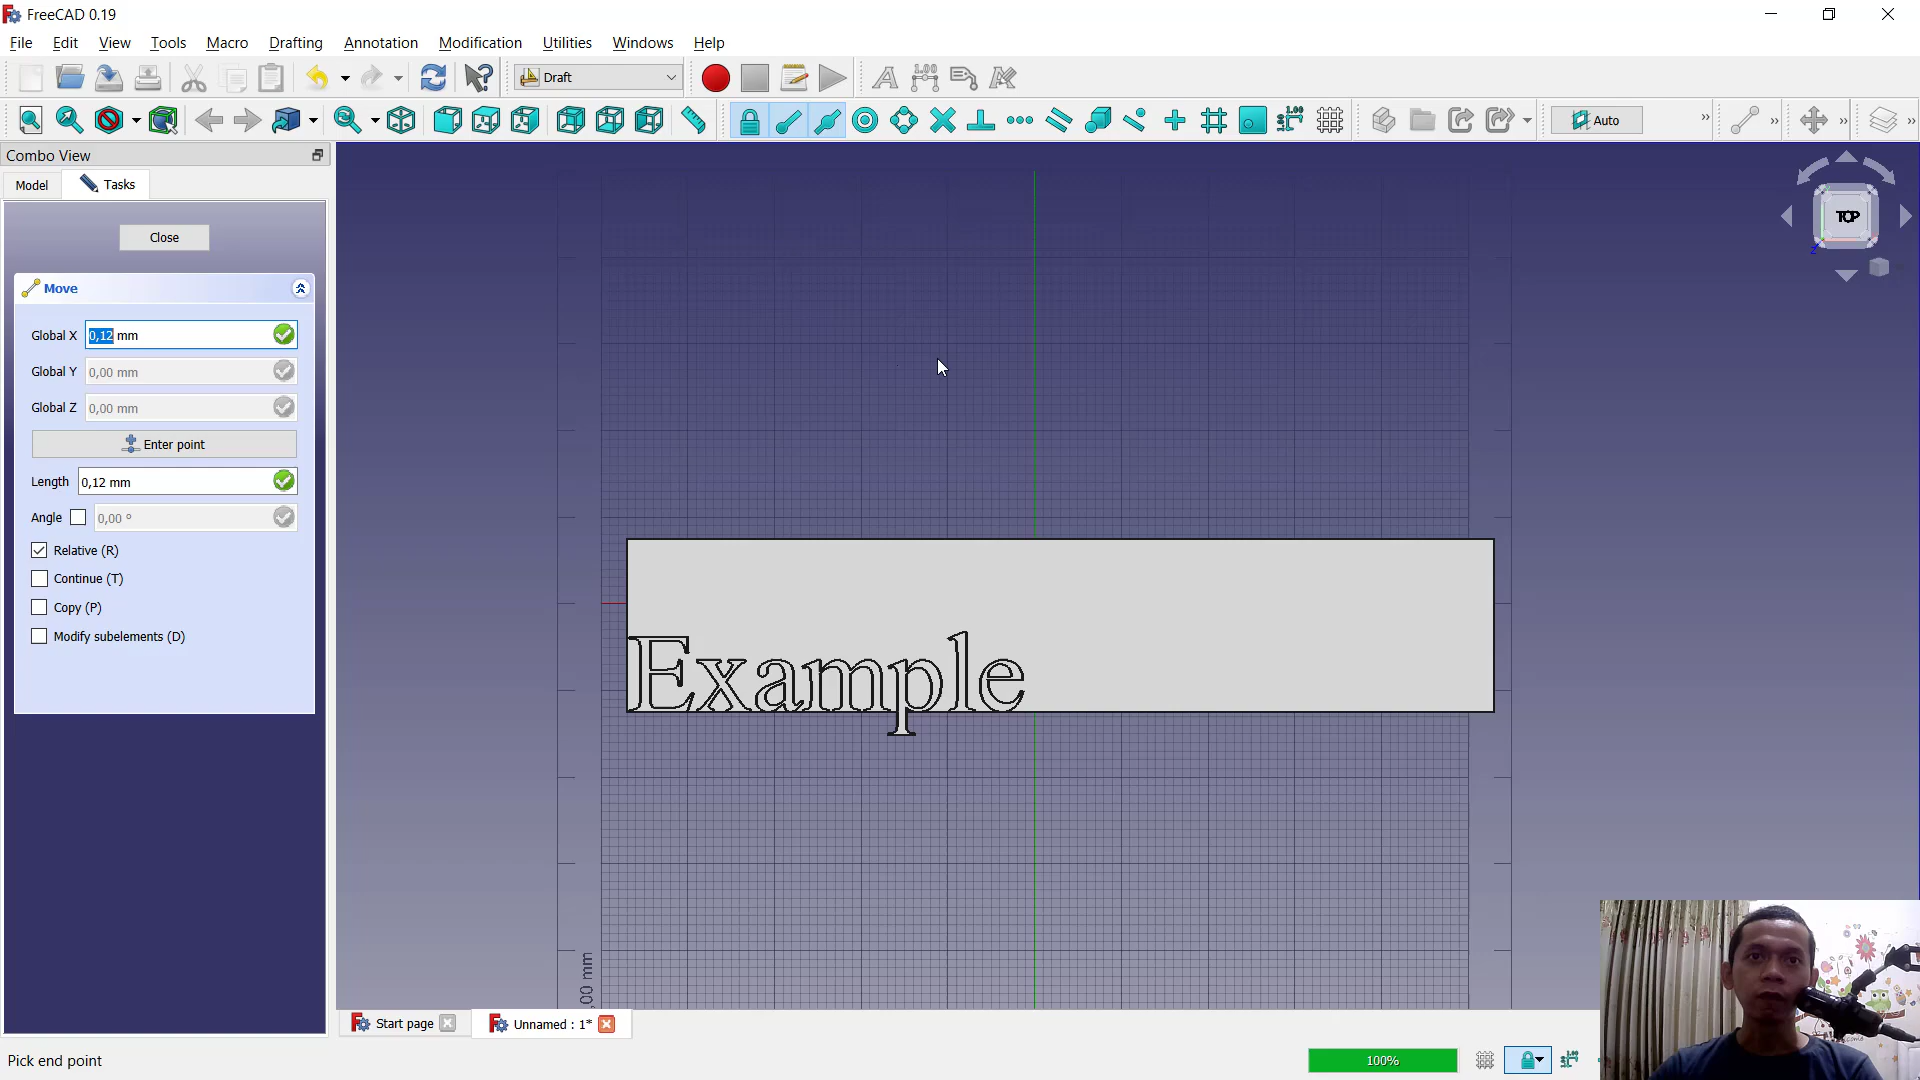 FreeCAD 0.19
File Edit View Tools Macro Drafting Annotation Modification Utilities Windows Help
Draft
1.00
Auto
Combo View
Model Tasks
Close
Move
Global X 0,12 mm
Global Y 0,00 mm
Global Z 0,00 mm
Enter point
Length 0,12 mm
Angle 0,00 °
Relative (R)
Continue (T)
Copy (P)
Modify subelements (D)
TOP
Z
Example
Start page Unnamed : 1*
Pick end point
100%